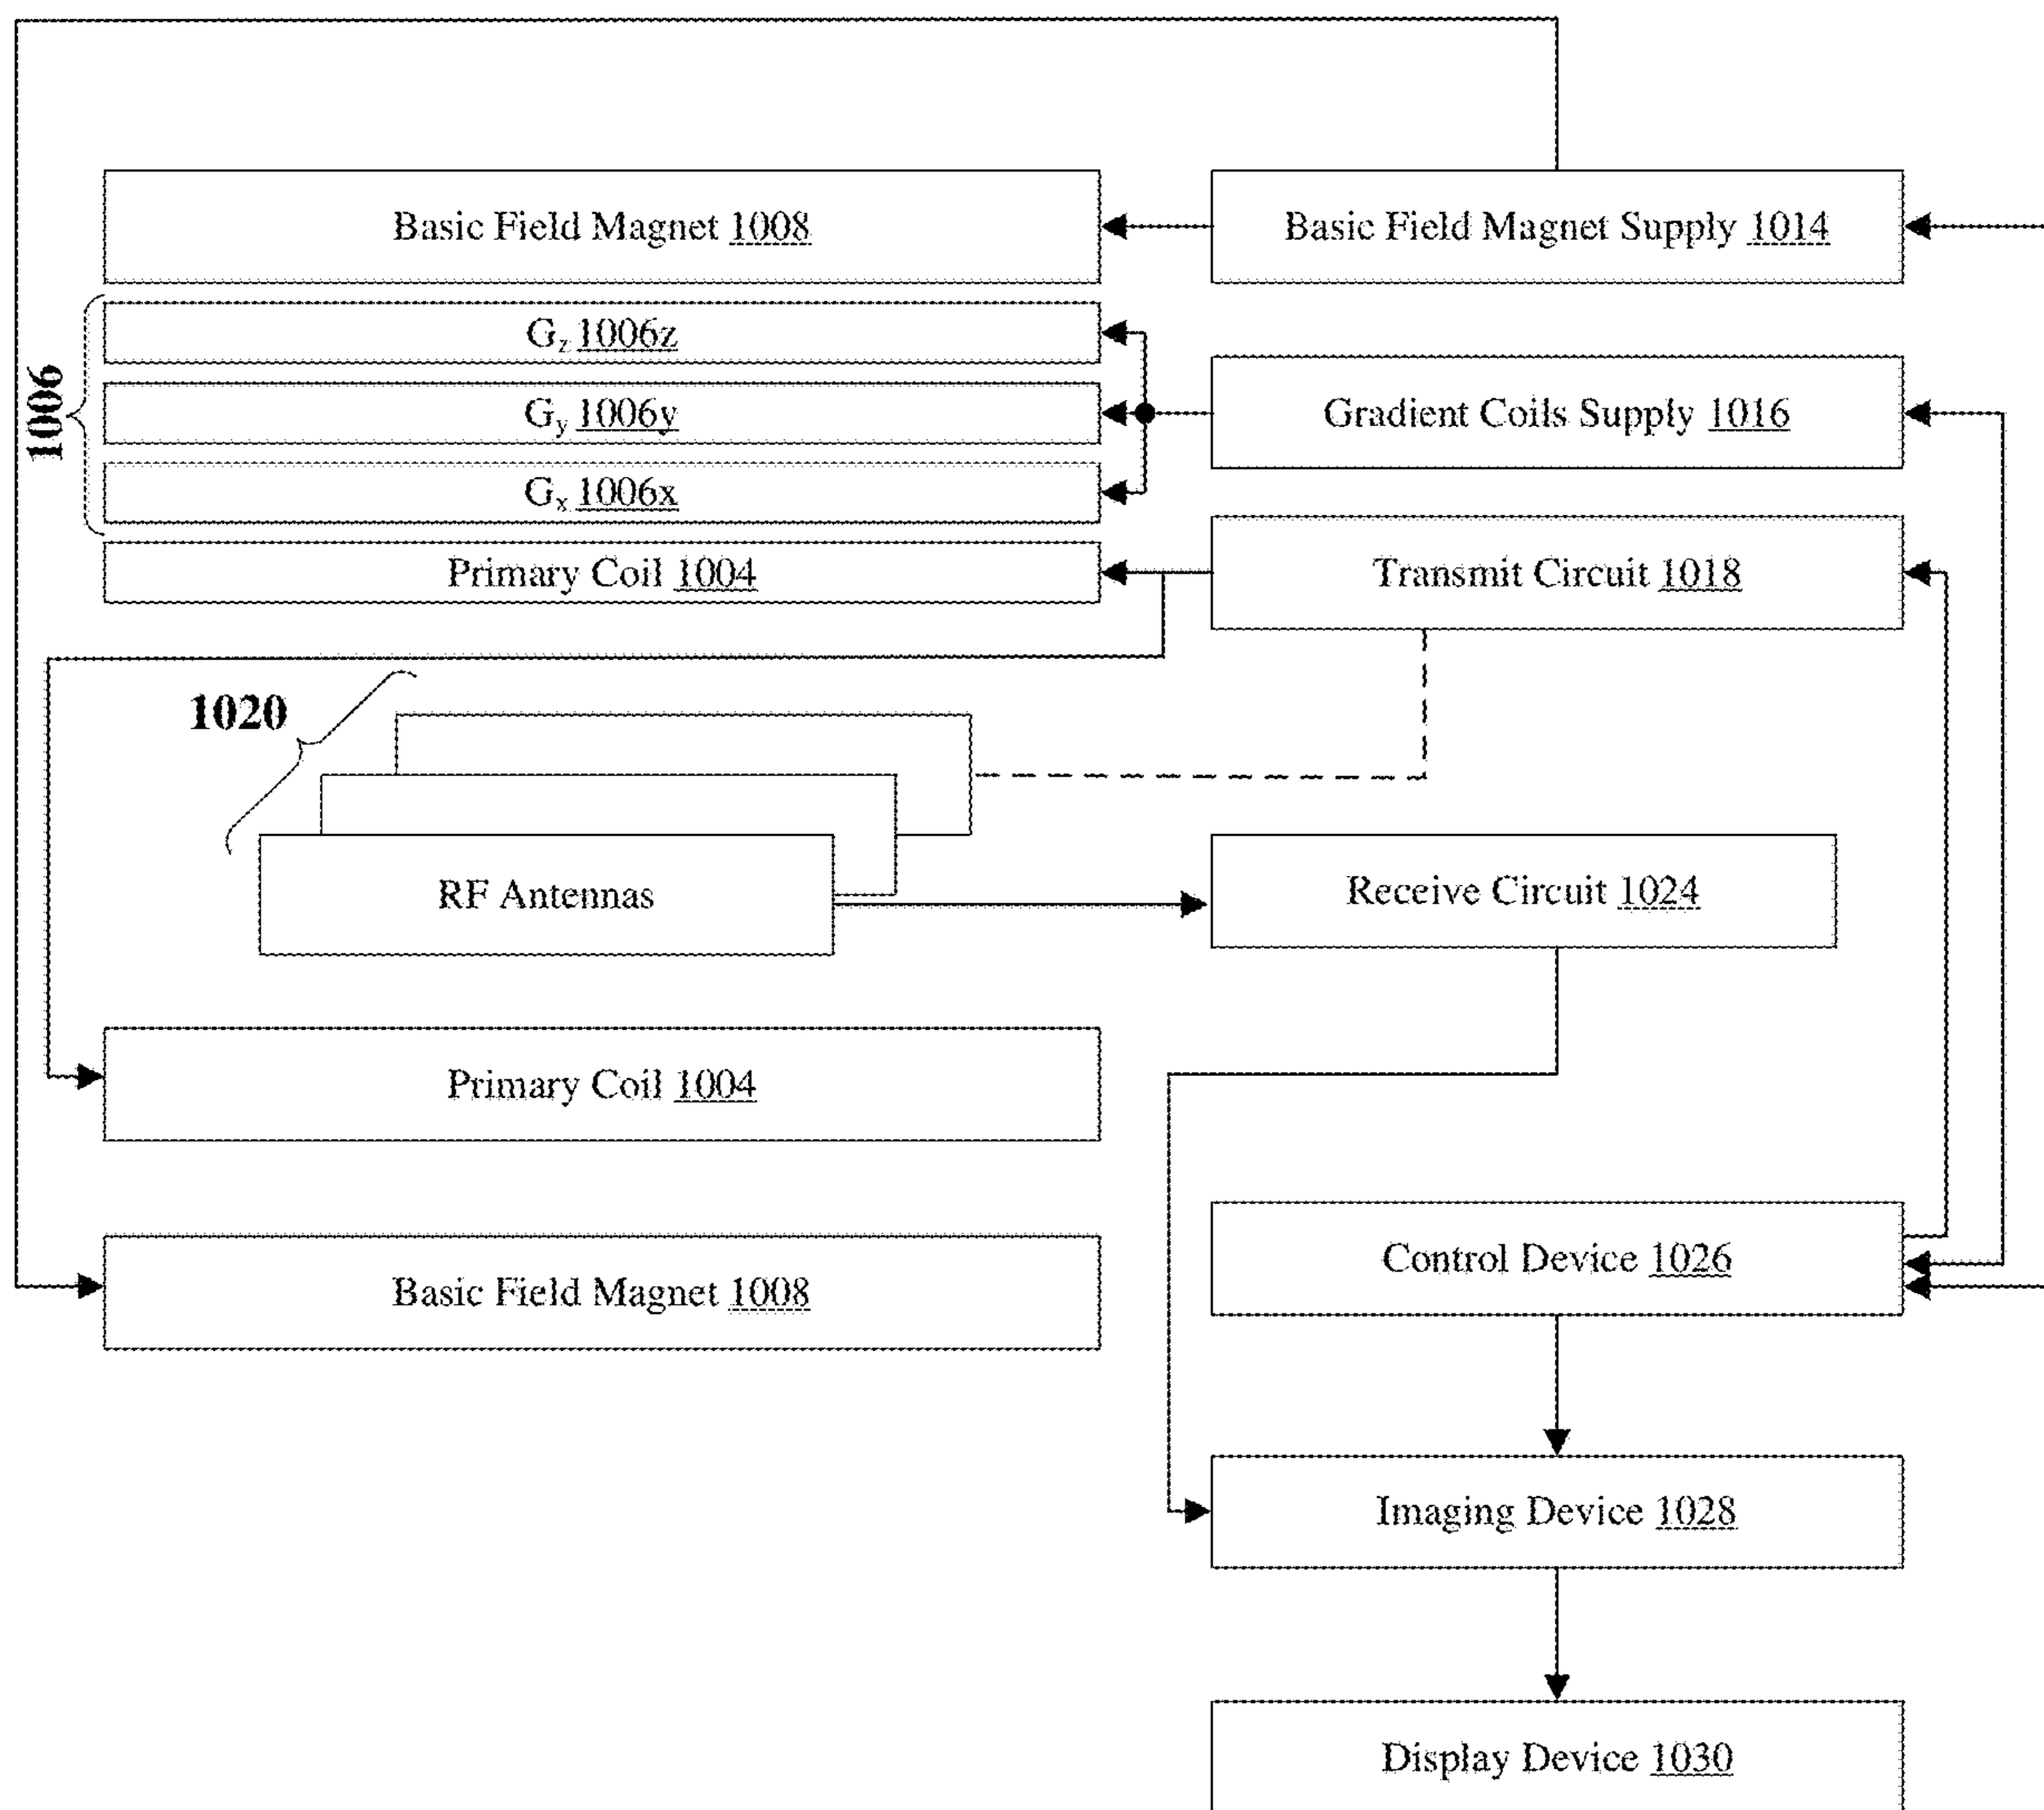 Basic Field Magnet 1008
Basic Field Magnet Supply 1014
Gz 1006z
1006
Gy 1006y
Gradient Coils Supply 1016
Gx 1006x
Primary Coil 1004
Transmit Circuit 1018
1020
RF Antennas
Receive Circuit 1024
Primary Coil 1004
Control Device 1026
Basic Field Magnet 1008
Imaging Device 1028
Display Device 1030